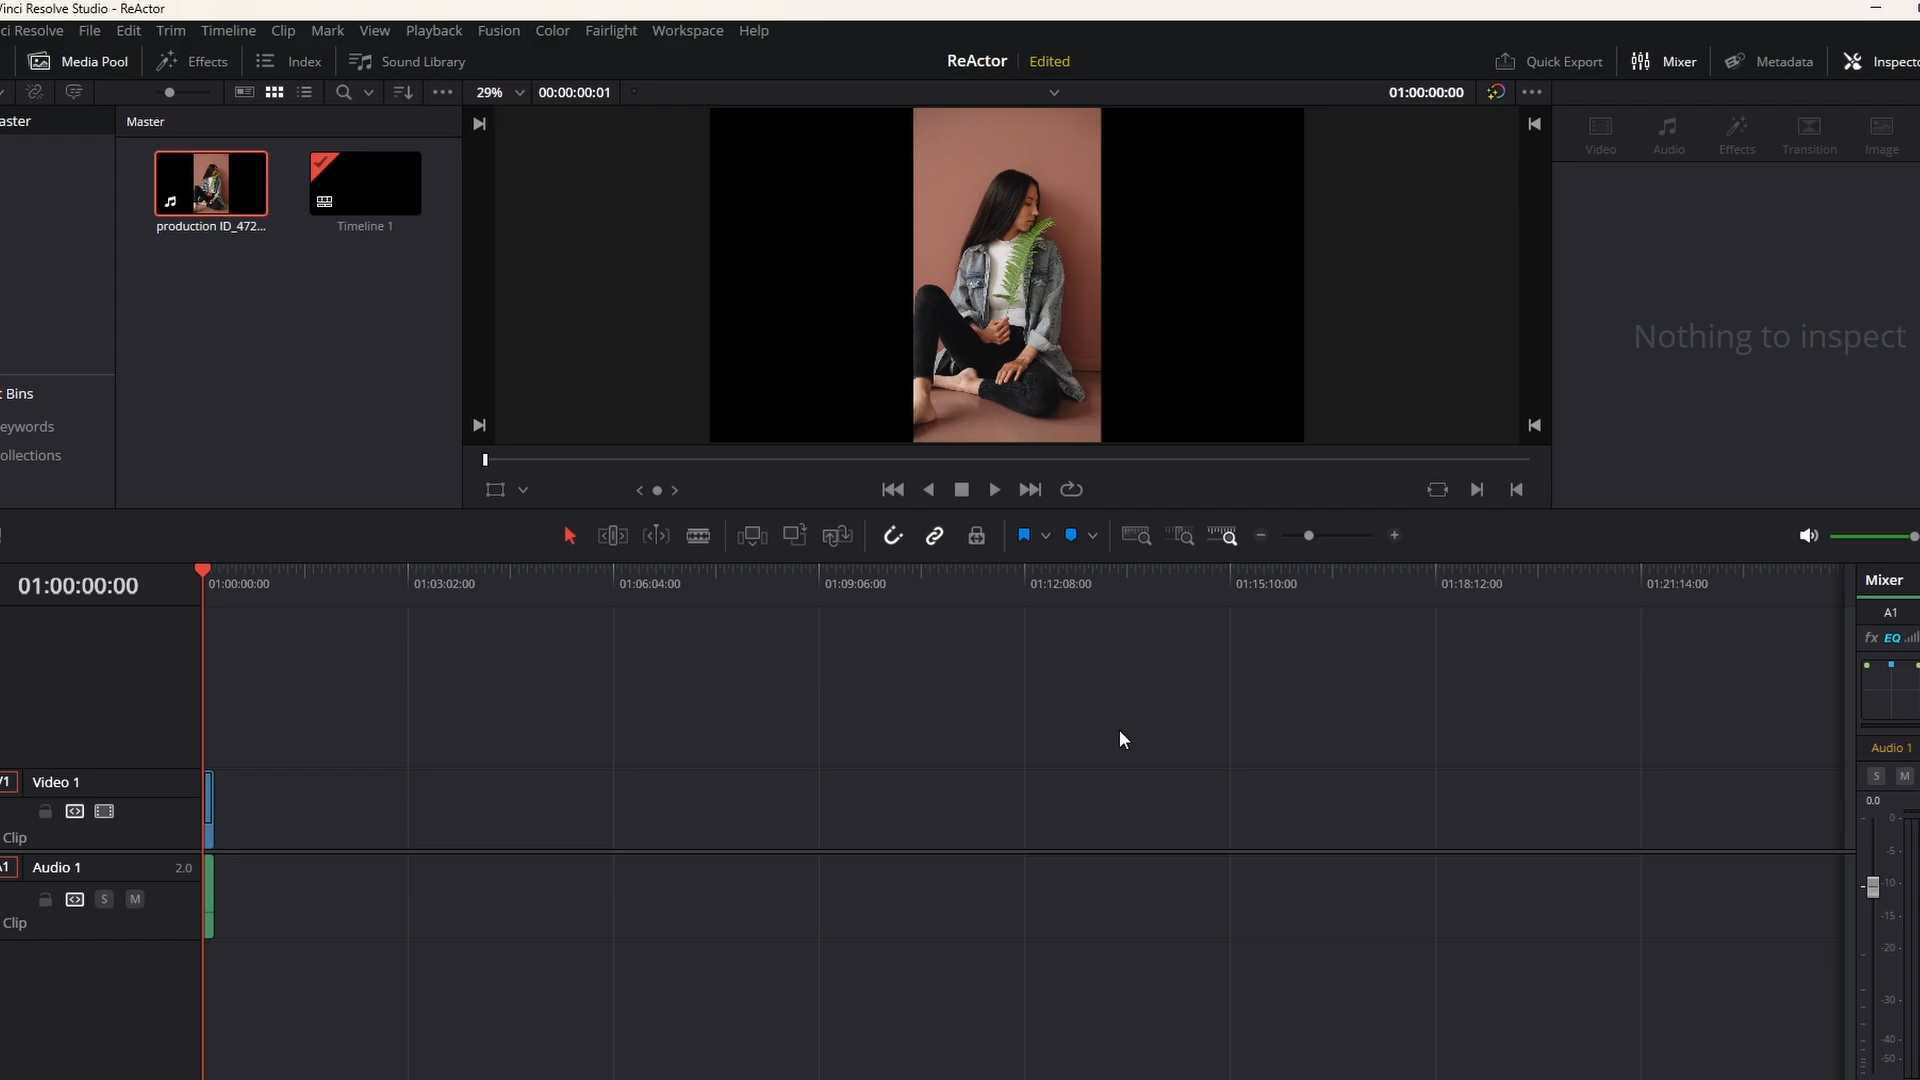 Vinci Resolve Studio - ReActor
ci Resolve File Edit Trim Timeline Clip Mark View Playback Fusion Color Fairlight Workspace Help
Media Pool Effects Index Sound Library ReActor Edited Quick Export Mixer Metadata Inspecto
29% 00:00:00:01 01:00:00:00
aster Master
Video Audio Effects Transition Image
production ID_472... Timeline 1
Nothing to inspect
t Bins
eywords
ollections
01:00:00:00 01:00:00:00 01:03:02:00 01:06:04:00 01:09:06:00 01:12:08:00 01:15:10:00 01:18:12:00 01:21:14:00 Mixer
A1
fx EQ
Audio 1
S M
V1 Video 1
0.0
0
Clip
-5
A1 Audio 1 2.0
-10
S M
-15
Clip
-20
-30
-40
-50